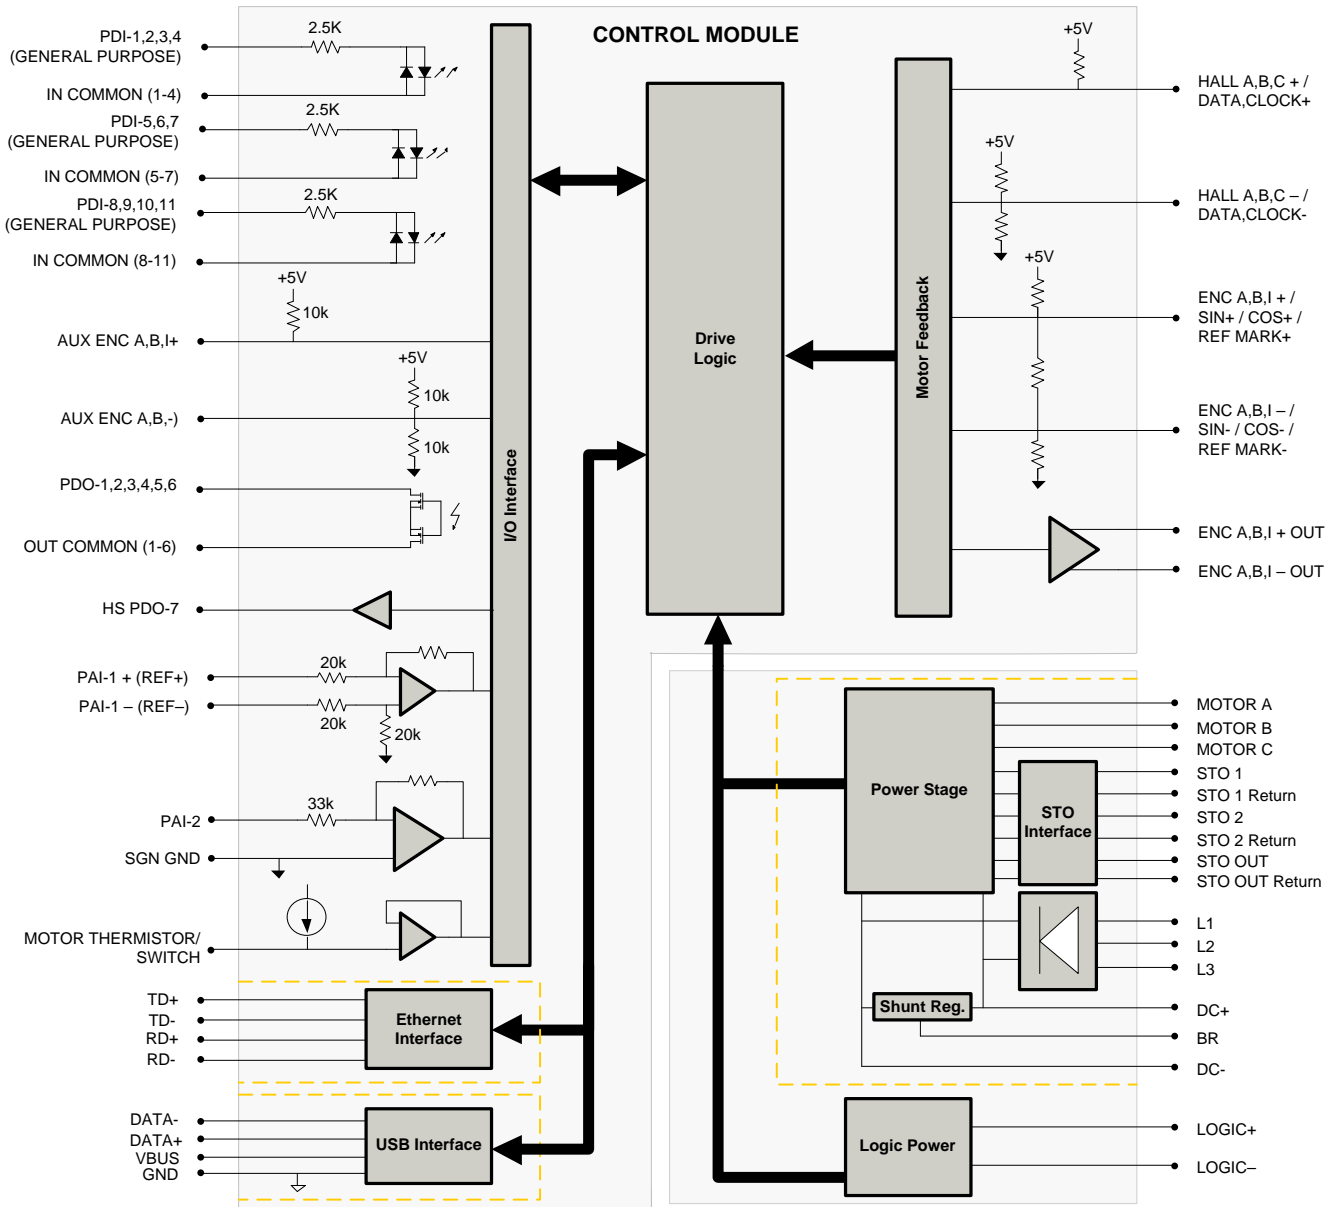 CONTROL MODULE
PDI-1,2,3,4
(GENERAL PURPOSE)
2.5K
IN COMMON (1-4)
PDI-5,6,7
(GENERAL PURPOSE)
2.5K
IN COMMON (5-7)
PDI-8,9,10,11
(GENERAL PURPOSE)
2.5K
IN COMMON (8-11)
+5V
10k
AUX ENC A,B,I+
+5V
10k
AUX ENC A,B,-)
10k
PDO-1,2,3,4,5,6
OUT COMMON (1-6)
HS PDO-7
PAI-1 + (REF+)
20k
PAI-1 – (REF–)
20k
20k
PAI-2
33k
SGN GND
MOTOR THERMISTOR/
SWITCH
I/O Interface
TD+
TD-
RD+
RD-
Ethernet
Interface
DATA-
DATA+
VBUS
GND
USB Interface
Drive
Logic
Motor Feedback
+5V
HALL A,B,C + /
DATA,CLOCK+
+5V
HALL A,B,C – /
DATA,CLOCK-
+5V
ENC A,B,I + /
SIN+ / COS+ /
REF MARK+
ENC A,B,I – /
SIN- / COS- /
REF MARK-
ENC A,B,I + OUT
ENC A,B,I – OUT
Power Stage
MOTOR A
MOTOR B
MOTOR C
STO
Interface
STO 1
STO 1 Return
STO 2
STO 2 Return
STO OUT
STO OUT Return
L1
L2
L3
Shunt Reg.
DC+
BR
DC-
Logic Power
LOGIC+
LOGIC–